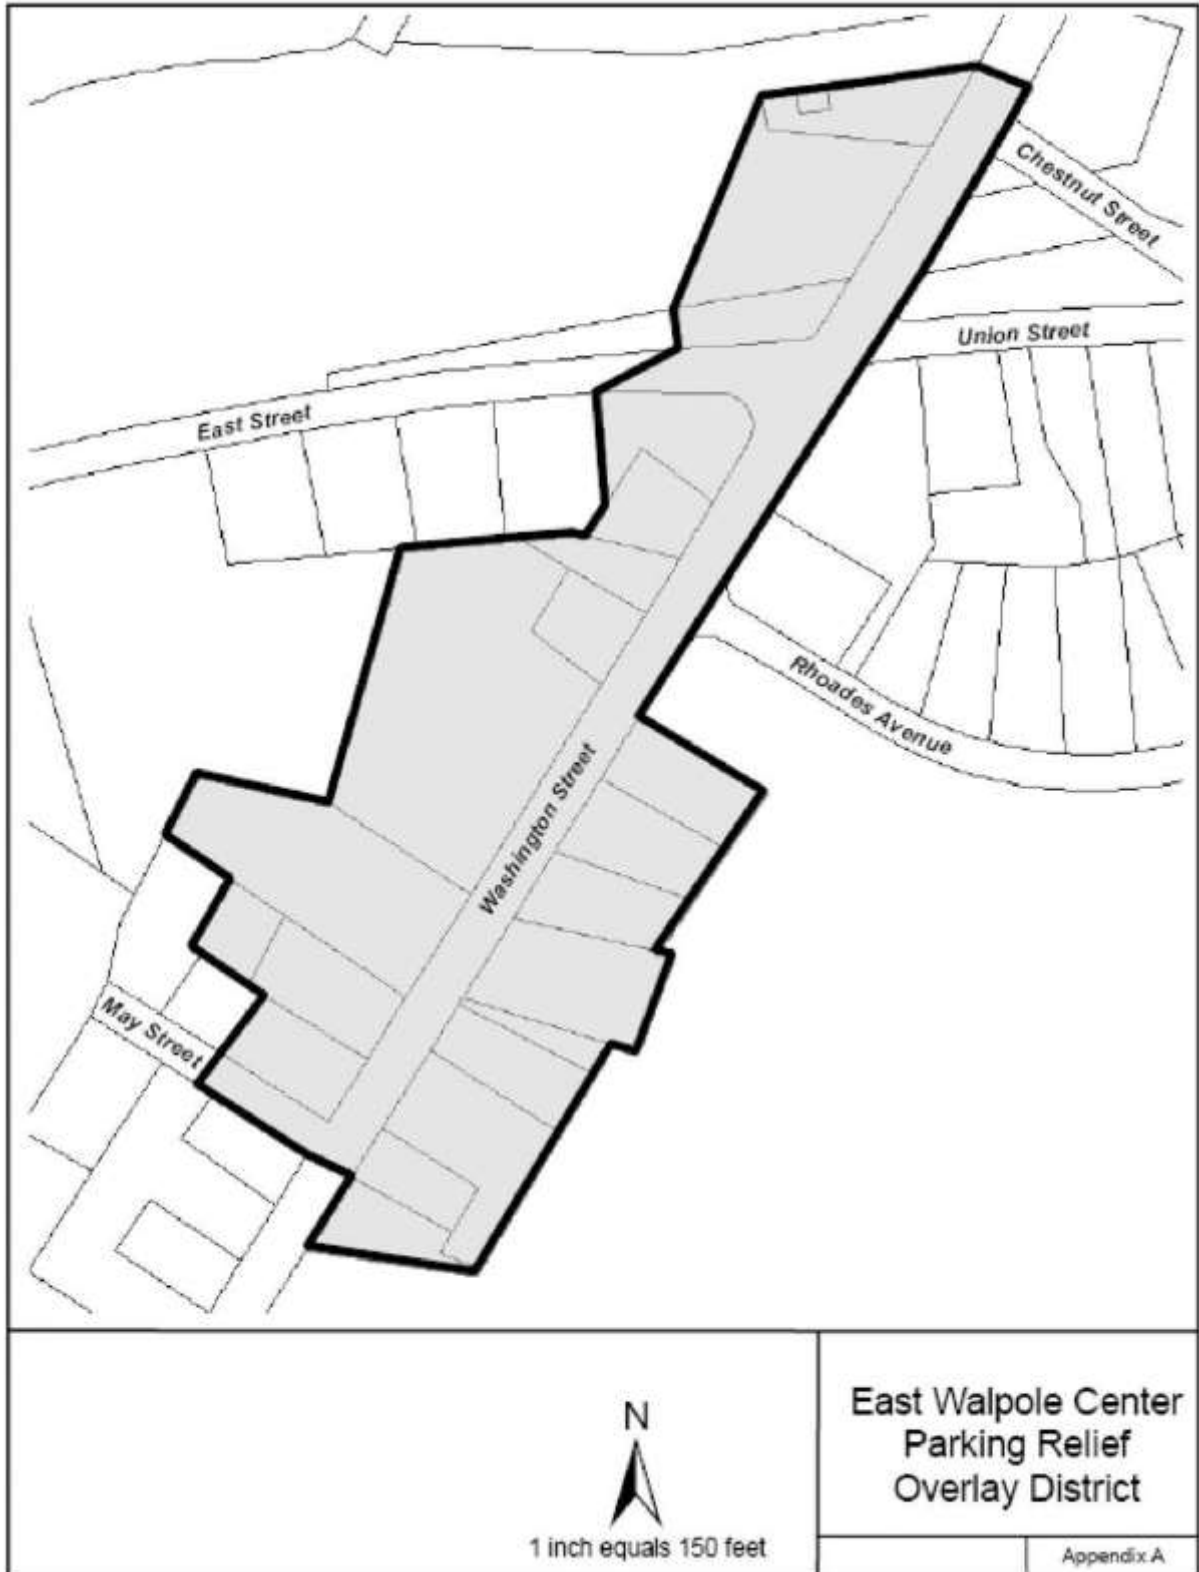 Chestnut Street
Union Street
East Street
Rhoades Avenue
Washington Street
May Street
N
1 inch equals 150 feet
East Walpole Center
Parking Relief
Overlay District
Appendix A